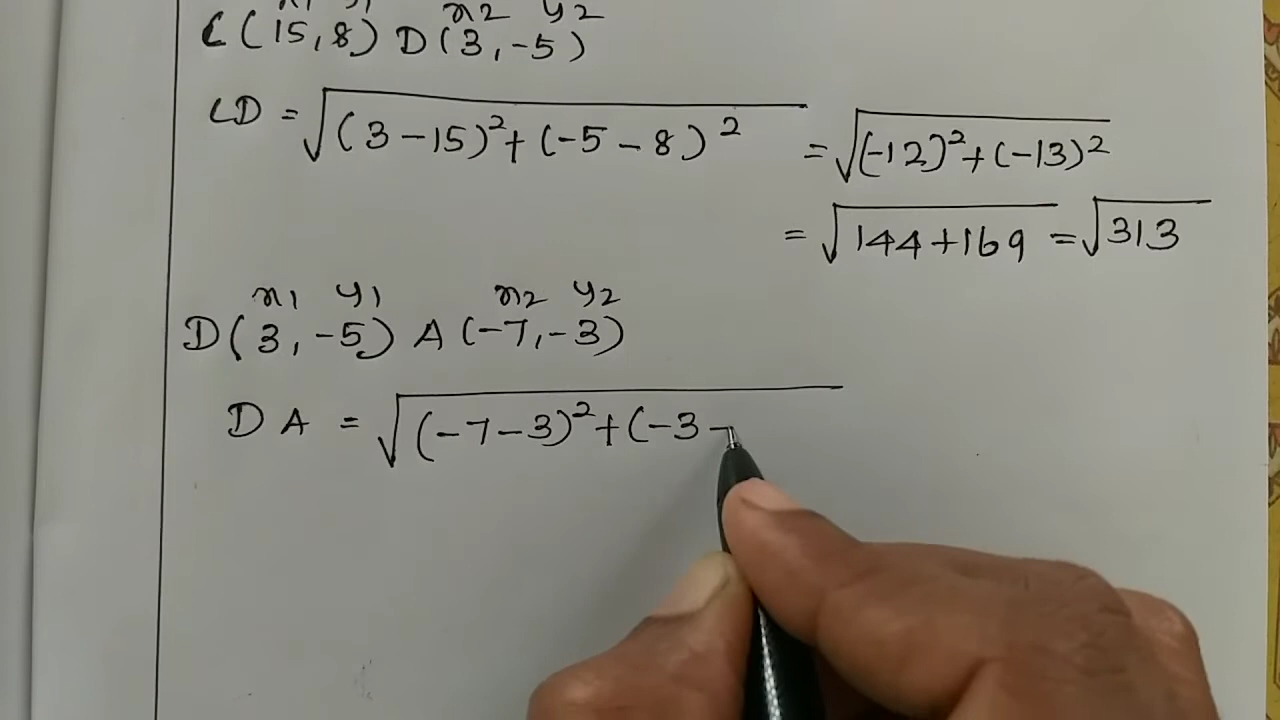 x1 y1 x2 y2
C(15,8) D(3,-5)
CD = √(3-15)²+(-5-8)² = √(-12)²+(-13)²
= √144+169 = √313
x1 y1 x2 y2
D(3,-5) A(-7,-3)
DA = √(-7-3)²+(-3-